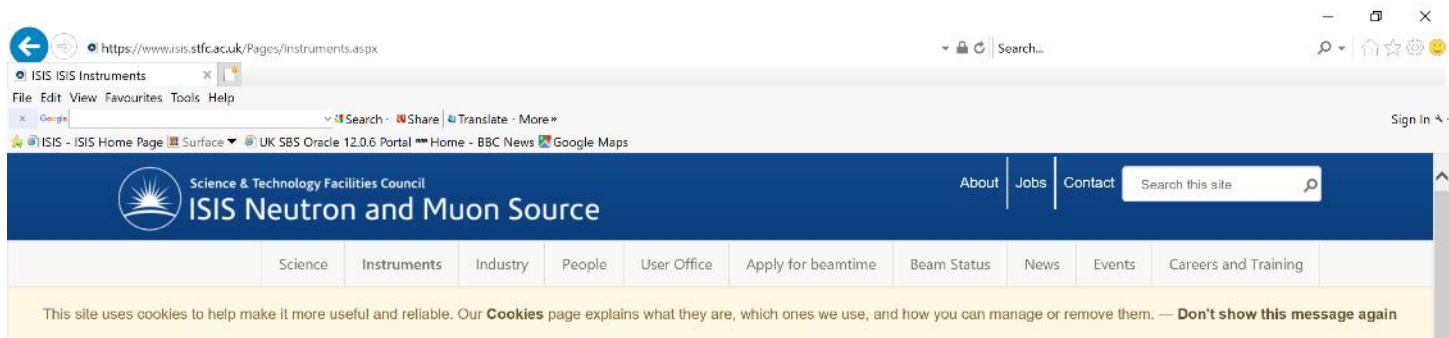 https://www.isis.stfc.ac.uk/Pages/Instruments.aspx Search...
ISIS ISIS Instruments
File Edit View Favourites Tools Help
Google Search Share Translate More » Sign In
ISIS - ISIS Home Page Surface UK SBS Oracle 12.0.6 Portal Home - BBC News Google Maps
Science & Technology Facilities Council
ISIS Neutron and Muon Source
About Jobs Contact Search this site
Science Instruments Industry People User Office Apply for beamtime Beam Status News Events Careers and Training
This site uses cookies to help make it more useful and reliable. Our Cookies page explains what they are, which ones we use, and how you can manage or remove them. — Don't show this message again